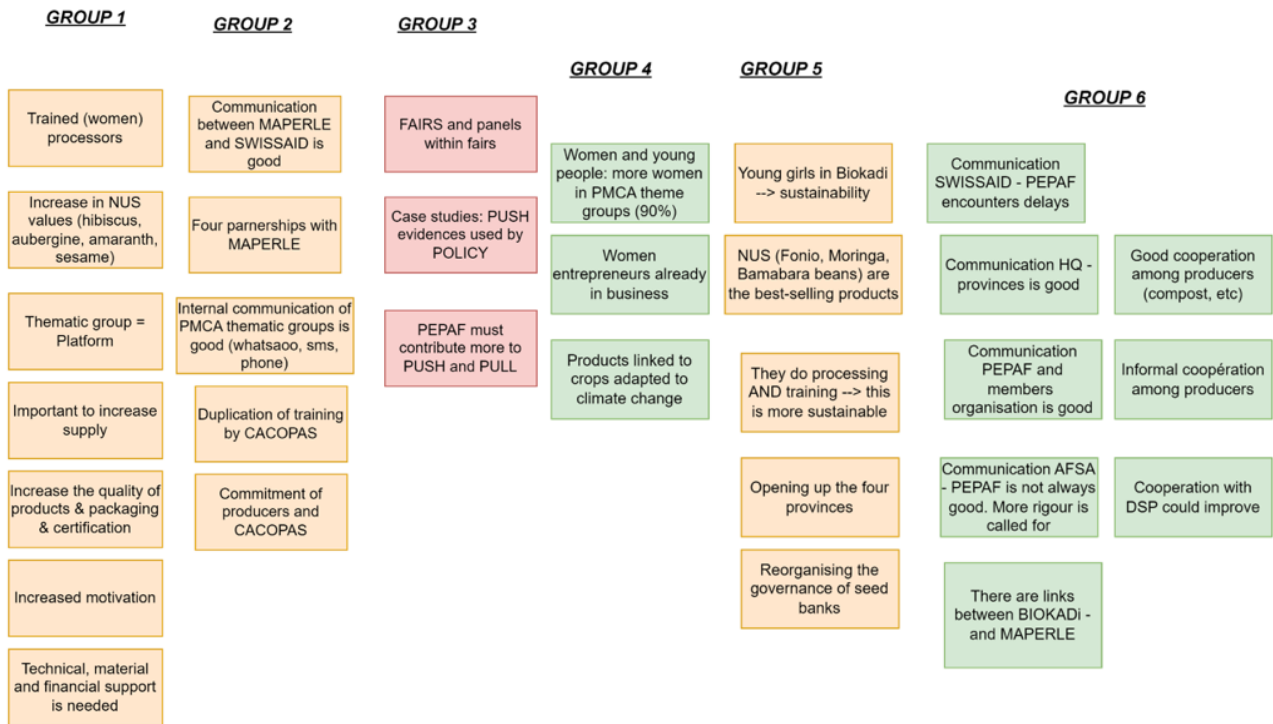 GROUP 1
Trained (women)
processors
Increase in NUS
values (hibiscus,
aubergine, amaranth,
sesame)
Thematic group =
Platform
Important to increase
supply
Increase the quality of
products & packaging
& certification
Increased motivation
Technical, material
and financial support
is needed
GROUP 2
Communication
between MAPERLE
and SWISSAID is
good
Four parnerships with
MAPERLE
Internal communication of
PMCA thematic groups is
good (whatsaoo, sms,
phone)
Duplication of training
by CACOPAS
Commitment of
producers and
CACOPAS
GROUP 3
FAIRS and panels
within fairs
Case studies: PUSH
evidences used by
POLICY
PEPAF must
contribute more to
PUSH and PULL
GROUP 4
Women and young
people: more women
in PMCA theme
groups (90%)
Women
entrepreneurs already
in business
Products linked to
crops adapted to
climate change
GROUP 5
Young girls in Biokadi
--> sustainability
NUS (Fonio, Moringa,
Bamabara beans) are
the best-selling products
They do processing
AND training --> this
is more sustainable
Opening up the four
provinces
Reorganising the
governance of seed
banks
GROUP 6
Communication
SWISSAID - PEPAF
encounters delays
Communication HQ -
provinces is good
Communication
PEPAF and
members
organisation is good
Communication AFSA
- PEPAF is not always
good. More rigour is
called for
There are links
between BIOKADi -
and MAPERLE
Good cooperation
among producers
(compost, etc)
Informal coopération
among producers
Cooperation with
DSP could improve